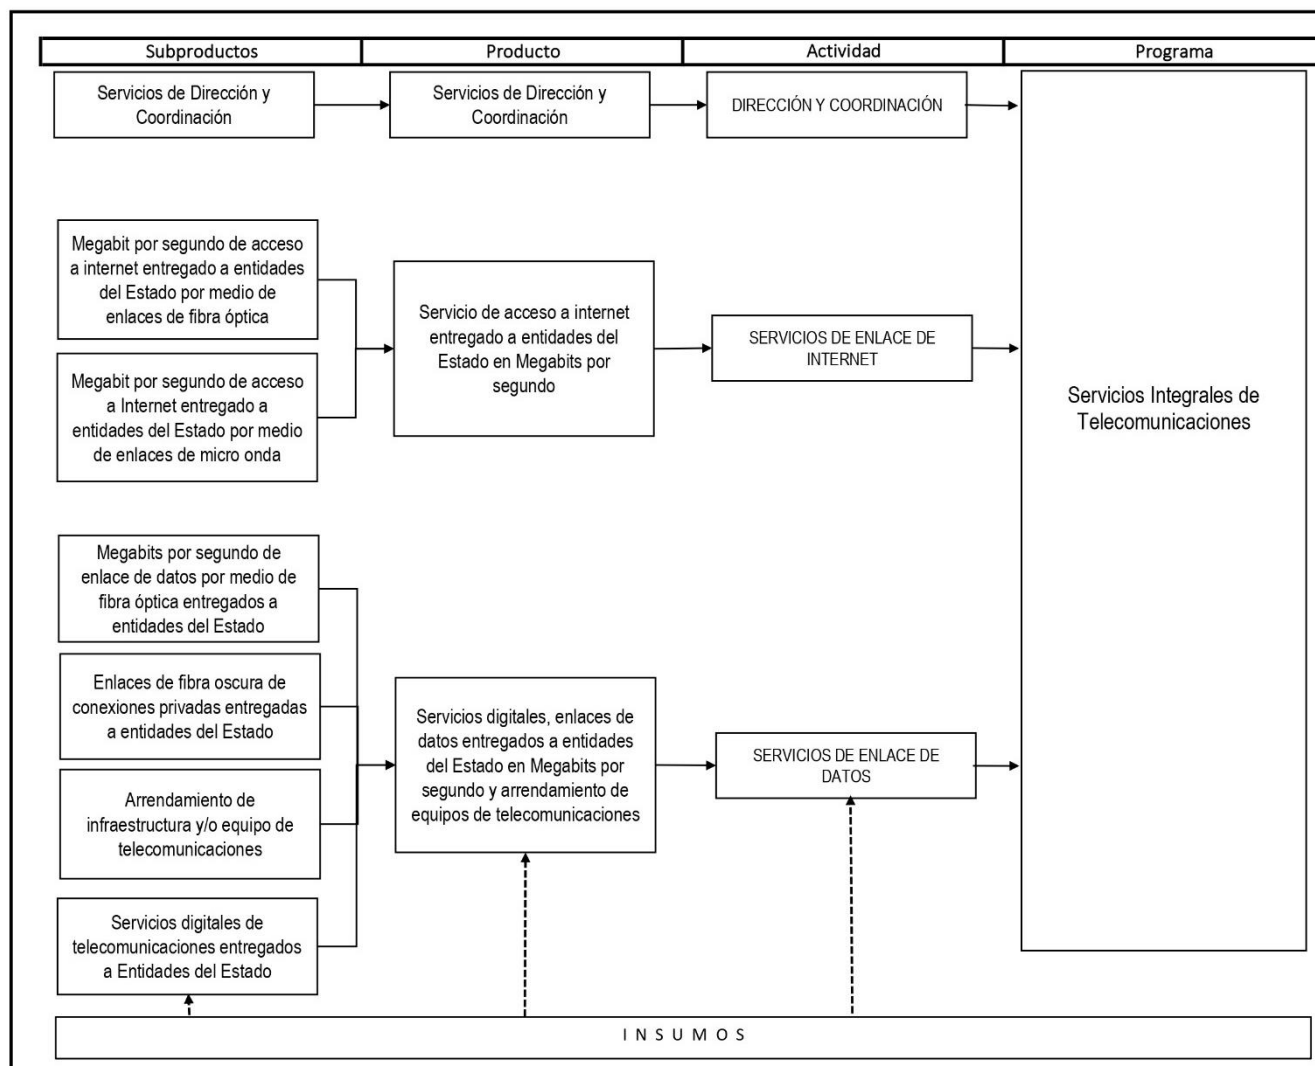 Subproductos
Producto
Actividad
Programa
Servicios de Dirección y
Coordinación
Servicios de Dirección y
Coordinación
DIRECCIÓN Y COORDINACIÓN
Megabit por segundo de acceso
a internet entregado a entidades
del Estado por medio de
enlaces de fibra óptica
Megabit por segundo de acceso
a Internet entregado a
entidades del Estado por medio
de enlaces de micro onda
Servicio de acceso a internet
entregado a entidades del
Estado en Megabits por
segundo
SERVICIOS DE ENLACE DE
INTERNET
Servicios Integrales de
Telecomunicaciones
Megabits por segundo de
enlace de datos por medio de
fibra óptica entregados a
entidades del Estado
Enlaces de fibra oscura de
conexiones privadas entregadas
a entidades del Estado
Arrendamiento de
infraestructura y/o equipo de
telecomunicaciones
Servicios digitales de
telecomunicaciones entregados
a Entidades del Estado
Servicios digitales, enlaces de
datos entregados a entidades
del Estado en Megabits por
segundo y arrendamiento de
equipos de telecomunicaciones
SERVICIOS DE ENLACE DE
DATOS
INSUMOS